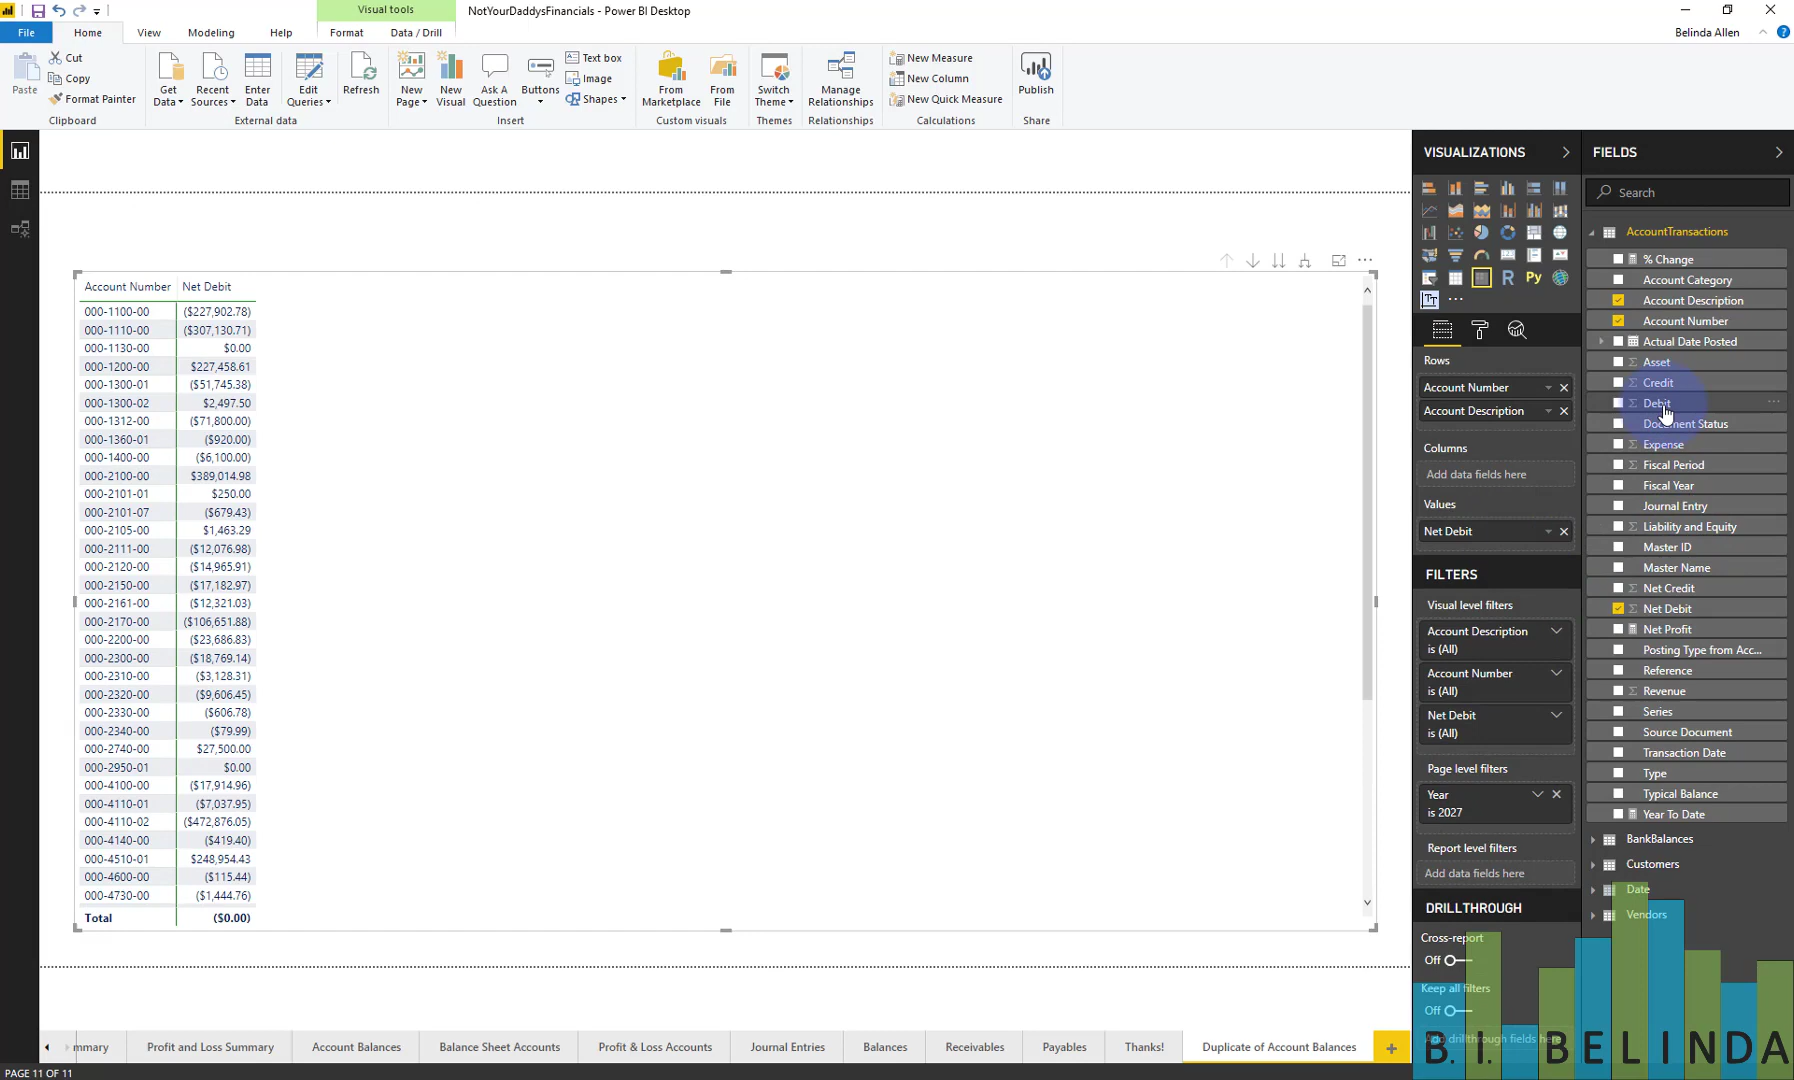 Visual tools
NotYourDaddysFinancials - Power BI Desktop
File
Home
View
Modeling
Help
Format
Data / Drill
Belinda Allen
Paste
Cut
Copy
Format Painter
Clipboard
Get Data
Recent Sources
Enter Data
Edit Queries
Refresh
External data
New Page
New Visual
Ask A Question
Buttons
Text box
Image
Shapes
Insert
From Marketplace
From File
Custom visuals
Switch Theme
Themes
Manage Relationships
Relationships
New Measure
New Column
New Quick Measure
Calculations
Publish
Share
Account Number Net Debit
000-1100-00 ($227,902.78)
000-1110-00 ($307,130.71)
000-1130-00 $0.00
000-1200-00 $227,458.61
000-1300-01 ($51,745.38)
000-1300-02 $2,497.50
000-1312-00 ($71,800.00)
000-1360-01 ($920.00)
000-1400-00 ($6,100.00)
000-2100-00 $389,014.98
000-2101-01 $250.00
000-2101-07 ($679.43)
000-2105-00 $1,463.29
000-2111-00 ($12,076.98)
000-2120-00 ($14,965.91)
000-2150-00 ($17,182.97)
000-2161-00 ($12,321.03)
000-2170-00 ($106,651.88)
000-2200-00 ($23,686.83)
000-2300-00 ($18,769.14)
000-2310-00 ($3,128.31)
000-2320-00 ($9,606.45)
000-2330-00 ($606.78)
000-2340-00 ($79.99)
000-2740-00 $27,500.00
000-2950-01 $0.00
000-4100-00 ($17,914.96)
000-4110-01 ($7,037.95)
000-4110-02 ($472,876.05)
000-4140-00 ($419.40)
000-4510-01 $248,954.43
000-4600-00 ($115.44)
000-4730-00 ($1,444.76)
Total ($0.00)
VISUALIZATIONS
R
Py
Rows
Account Number
Account Description
Columns
Add data fields here
Values
Net Debit
FILTERS
Visual level filters
Account Description
is (All)
Account Number
is (All)
Net Debit
is (All)
Page level filters
Year
is 2027
Report level filters
Add data fields here
DRILLTHROUGH
Cross-report
Off
Keep all filters
Off
Add drillthrough fields here
FIELDS
Search
AccountTransactions
% Change
Account Category
Account Description
Account Number
Actual Date Posted
Asset
Credit
Debit
Document Status
Expense
Fiscal Period
Fiscal Year
Journal Entry
Liability and Equity
Master ID
Master Name
Net Credit
Net Debit
Net Profit
Posting Type from Acc...
Reference
Revenue
Series
Source Document
Transaction Date
Type
Typical Balance
Year To Date
BankBalances
Customers
Date
Vendors
B. I. BELINDA
mmary
Profit and Loss Summary
Account Balances
Balance Sheet Accounts
Profit & Loss Accounts
Journal Entries
Balances
Receivables
Payables
Thanks!
Duplicate of Account Balances
PAGE 11 OF 11